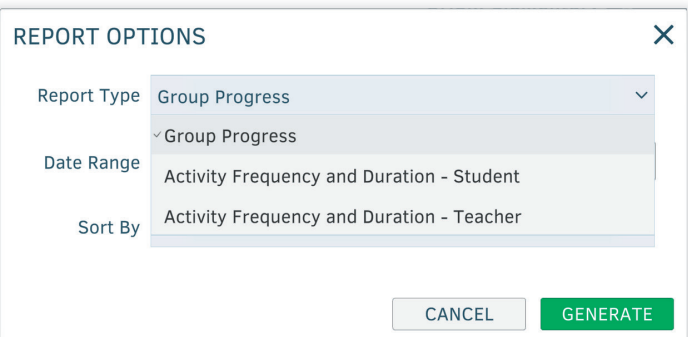 REPORT OPTIONS
Report Type
Group Progress
Group Progress
Date Range
Activity Frequency and Duration - Student
Activity Frequency and Duration - Teacher
Sort By
CANCEL
GENERATE